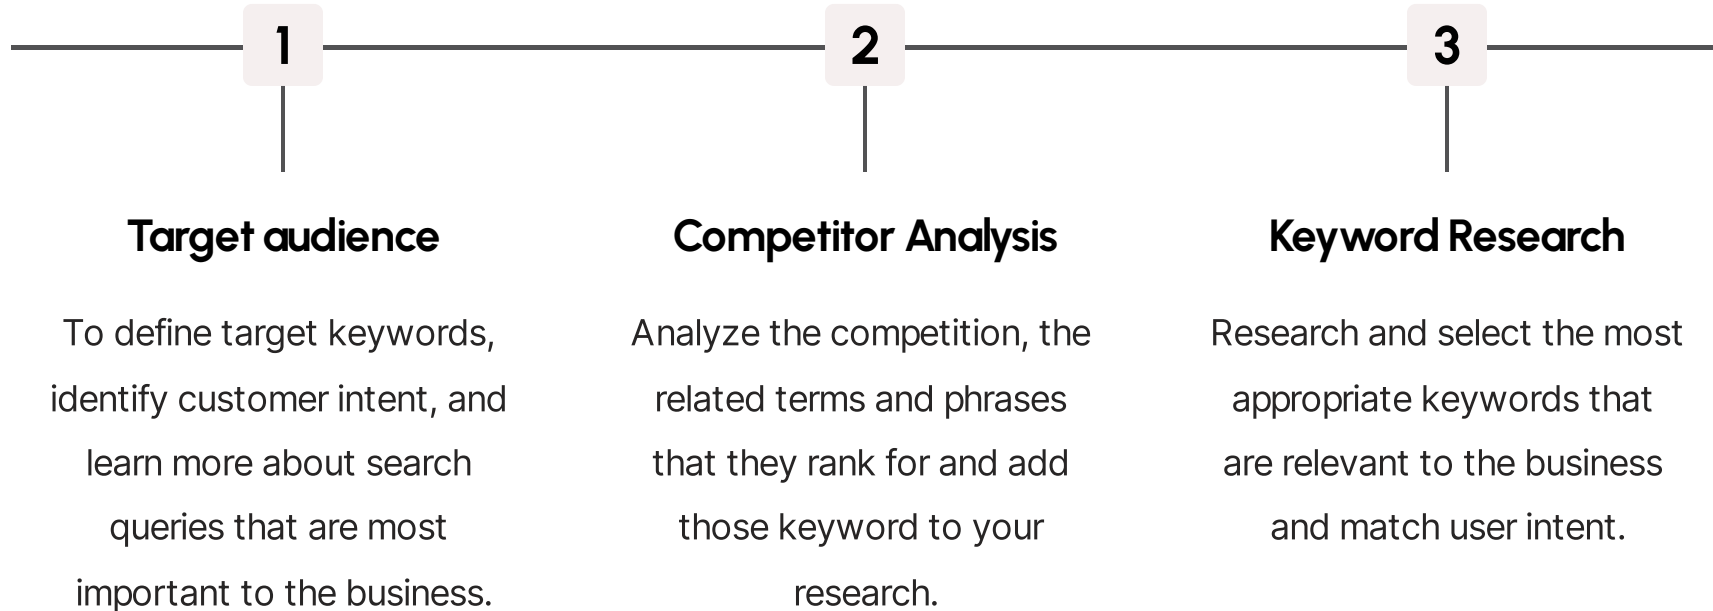 1
2
3
Target audience
To define target keywords,
identify customer intent, and
learn more about search
queries that are most
important to the business.
Competitor Analysis
Analyze the competition, the
related terms and phrases
that they rank for and add
those keyword to your
research.
Keyword Research
Research and select the most
appropriate keywords that
are relevant to the business
and match user intent.